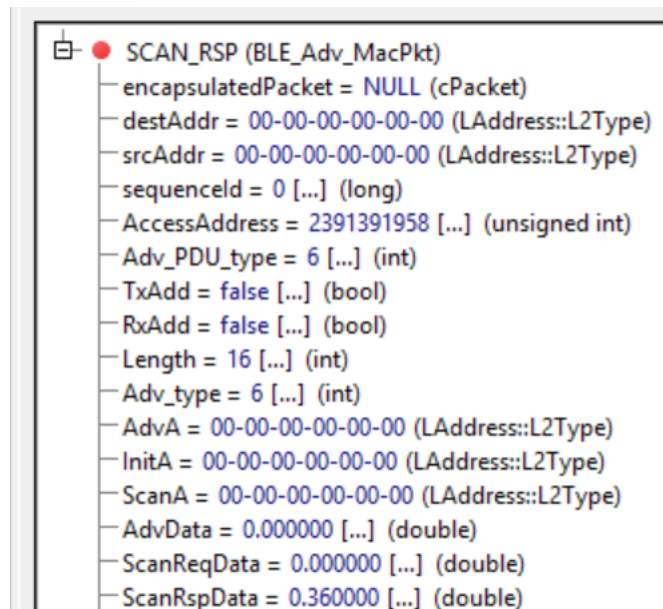 SCAN_RSP (BLE_Adv_MacPkt)
encapsulatedPacket = NULL (cPacket)
destAddr = 00-00-00-00-00-00 (LAddress::L2Type)
srcAddr = 00-00-00-00-00-00 (LAddress::L2Type)
sequenceId = 0 [...] (long)
AccessAddress = 2391391958 [...] (unsigned int)
Adv_PDU_type = 6 [...] (int)
TxAdd = false [...] (bool)
RxAdd = false [...] (bool)
Length = 16 [...] (int)
Adv_type = 6 [...] (int)
AdvA = 00-00-00-00-00-00 (LAddress::L2Type)
InitA = 00-00-00-00-00-00 (LAddress::L2Type)
ScanA = 00-00-00-00-00-00 (LAddress::L2Type)
AdvData = 0.000000 [...] (double)
ScanReqData = 0.000000 [...] (double)
ScanRspData = 0.360000 [...] (double)